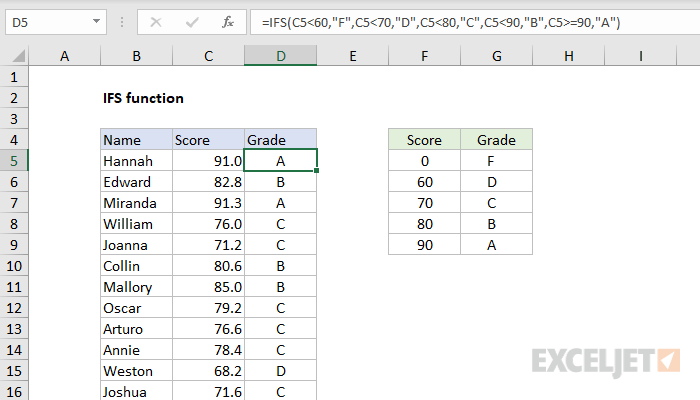 D5 fx =IFS(C5<60,"F",C5<70,"D",C5<80,"C",C5<90,"B",C5>=90,"A")
A B C D E F G H I
1
2 IFS function
3
4 Name Score Grade Score Grade
5 Hannah 91.0 A 0 F
6 Edward 82.8 B 60 D
7 Miranda 91.3 A 70 C
8 William 76.0 C 80 B
9 Joanna 71.2 C 90 A
10 Collin 80.6 B
11 Mallory 85.0 B
12 Oscar 79.2 C
13 Arturo 76.6 C
14 Annie 78.4 C
15 Weston 68.2 D
16 Joshua 71.6 C
EXCELJET